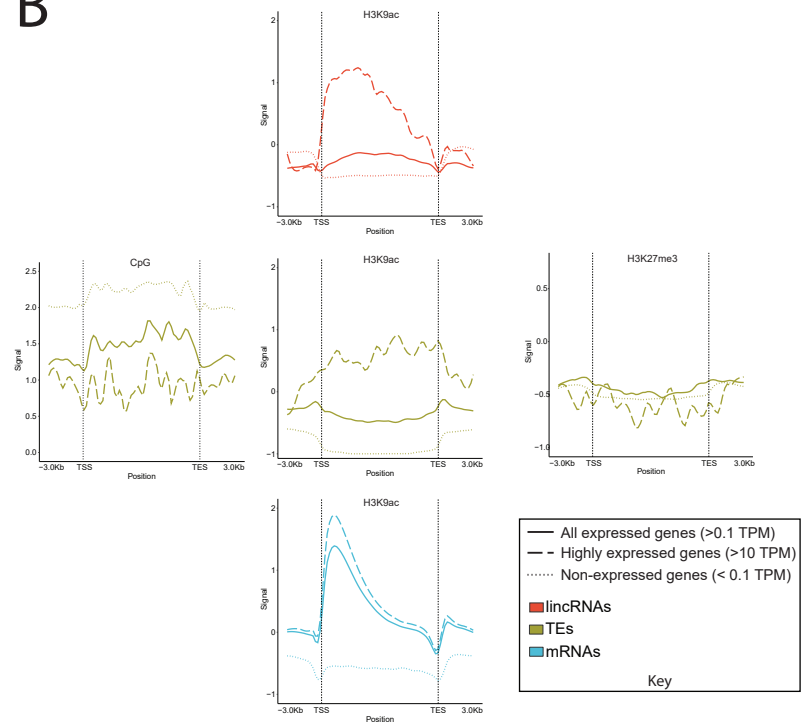 B
H3K9ac
2
1
0
−1
Signal
−3.0Kb TSS TES 3.0Kb
Position
CpG
2.5
2.0
1.5
1.0
0.5
0.0
Signal
−3.0Kb TSS TES 3.0Kb
Position
H3K9ac
2
1
0
−1
Signal
−3.0Kb TSS TES 3.0Kb
Position
H3K27me3
0.5
0.0
−0.5
−1.0
Signal
−3.0Kb TSS TES 3.0Kb
Position
H3K9ac
2
1
0
−1
Signal
−3.0Kb TSS TES 3.0Kb
Position
All expressed genes (>0.1 TPM)
Highly expressed genes (>10 TPM)
Non-expressed genes (< 0.1 TPM)
lincRNAs
TEs
mRNAs
Key